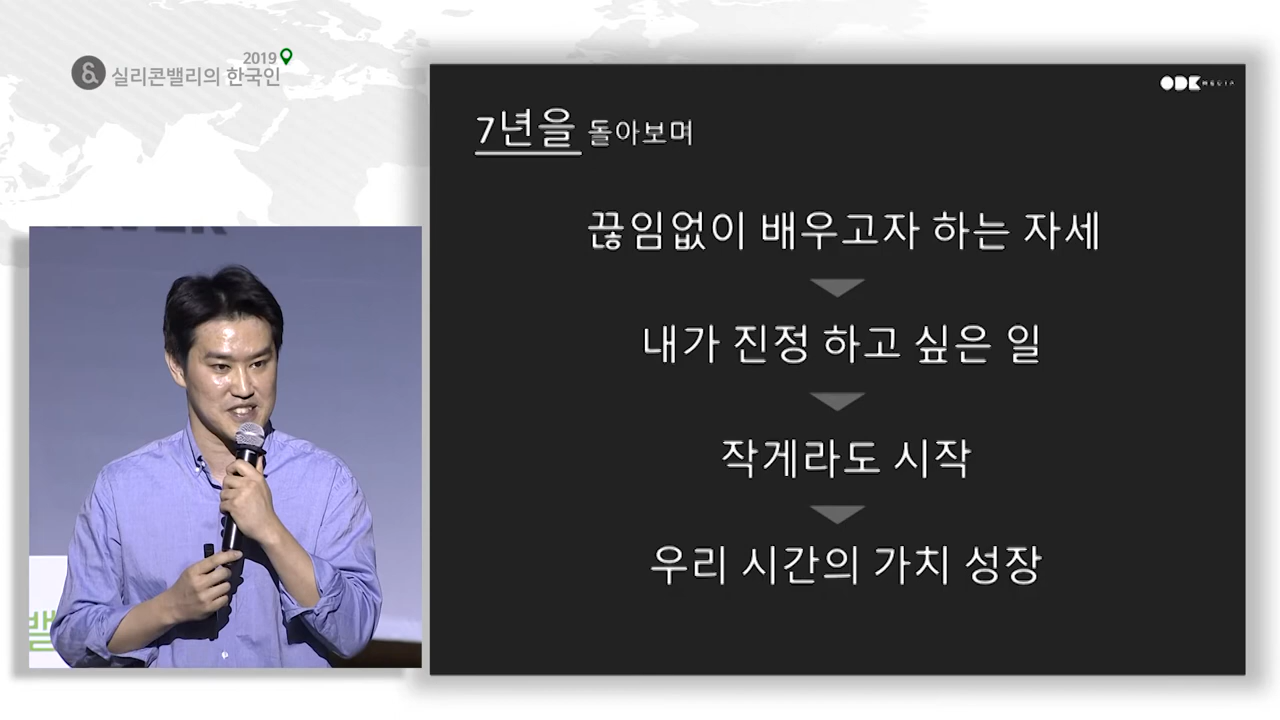 2019
& 실리콘밸리의 한국인
ODK MEDIA
7년을 돌아보며
끊임없이 배우고자 하는 자세
내가 진정 하고 싶은 일
작게라도 시작
우리 시간의 가치 성장
밸